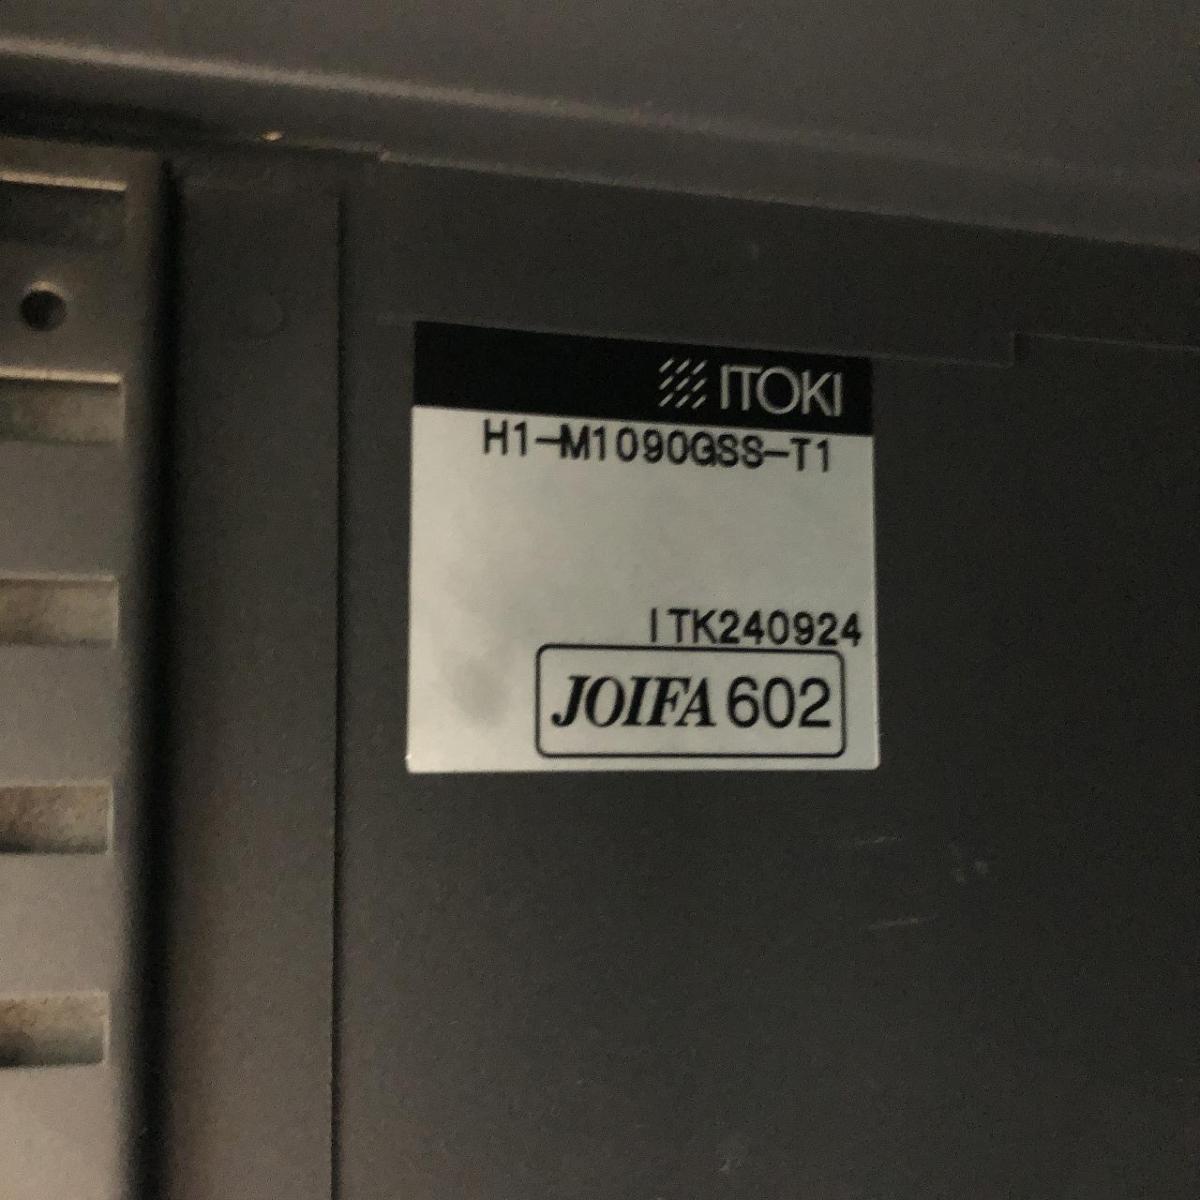 ITOKI
H1-M1090GSS-T1
ITK240924
JOIFA 602